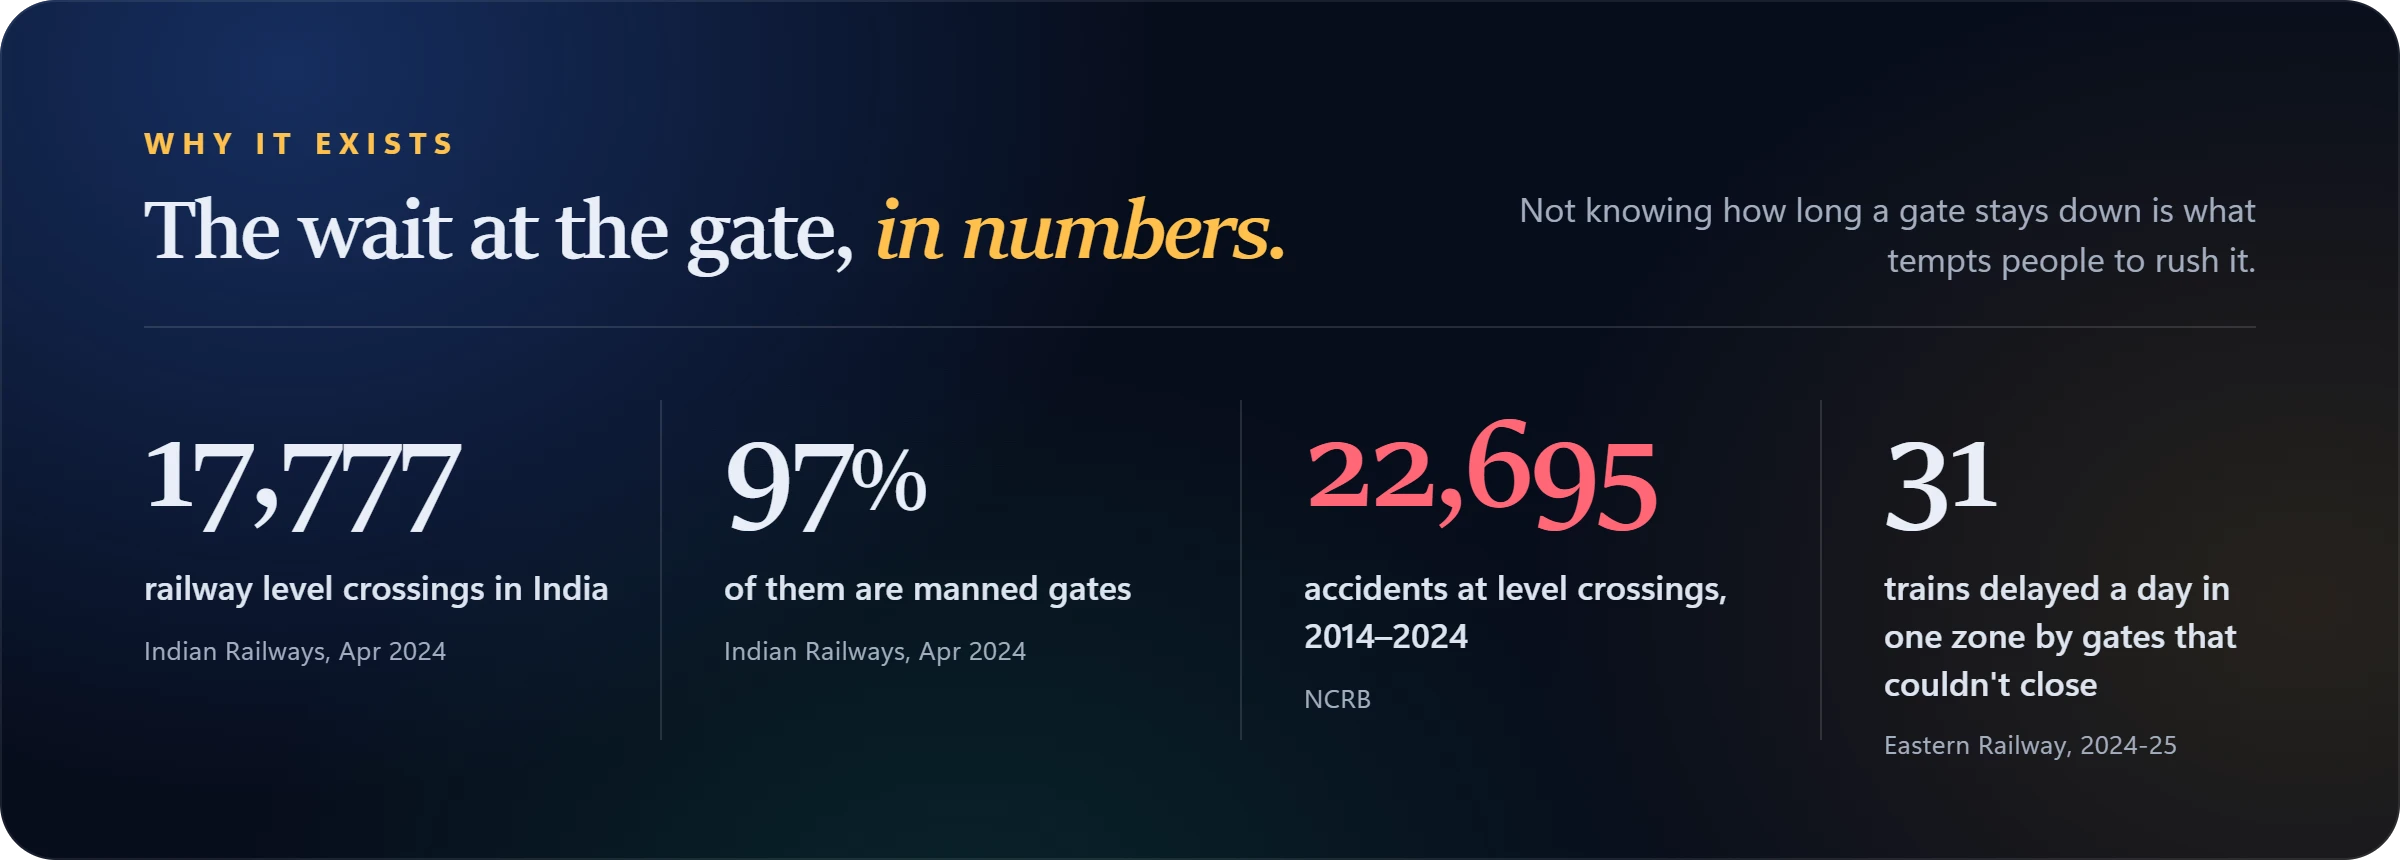 WHY IT EXISTS
The wait at the gate, in numbers.
Not knowing how long a gate stays down is what
tempts people to rush it.
17,777
railway level crossings in India
Indian Railways, Apr 2024
97%
of them are manned gates
Indian Railways, Apr 2024
22,695
accidents at level crossings,
2014–2024
NCRB
31
trains delayed a day in
one zone by gates that
couldn't close
Eastern Railway, 2024-25